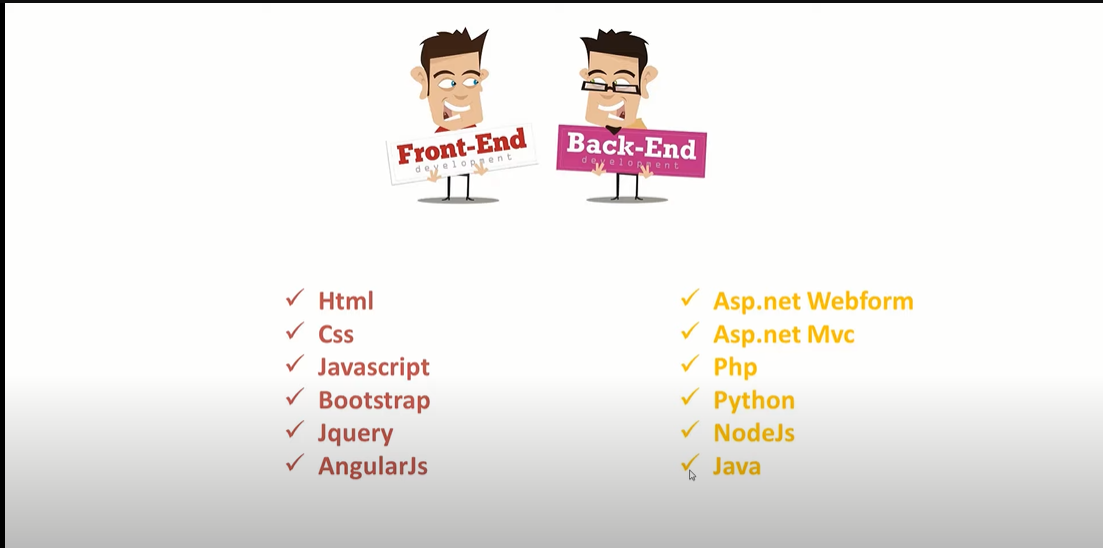 Front-End
development
Back-End
development
Html
Css
Javascript
Bootstrap
Jquery
AngularJs
Asp.net Webform
Asp.net Mvc
Php
Python
NodeJs
Java